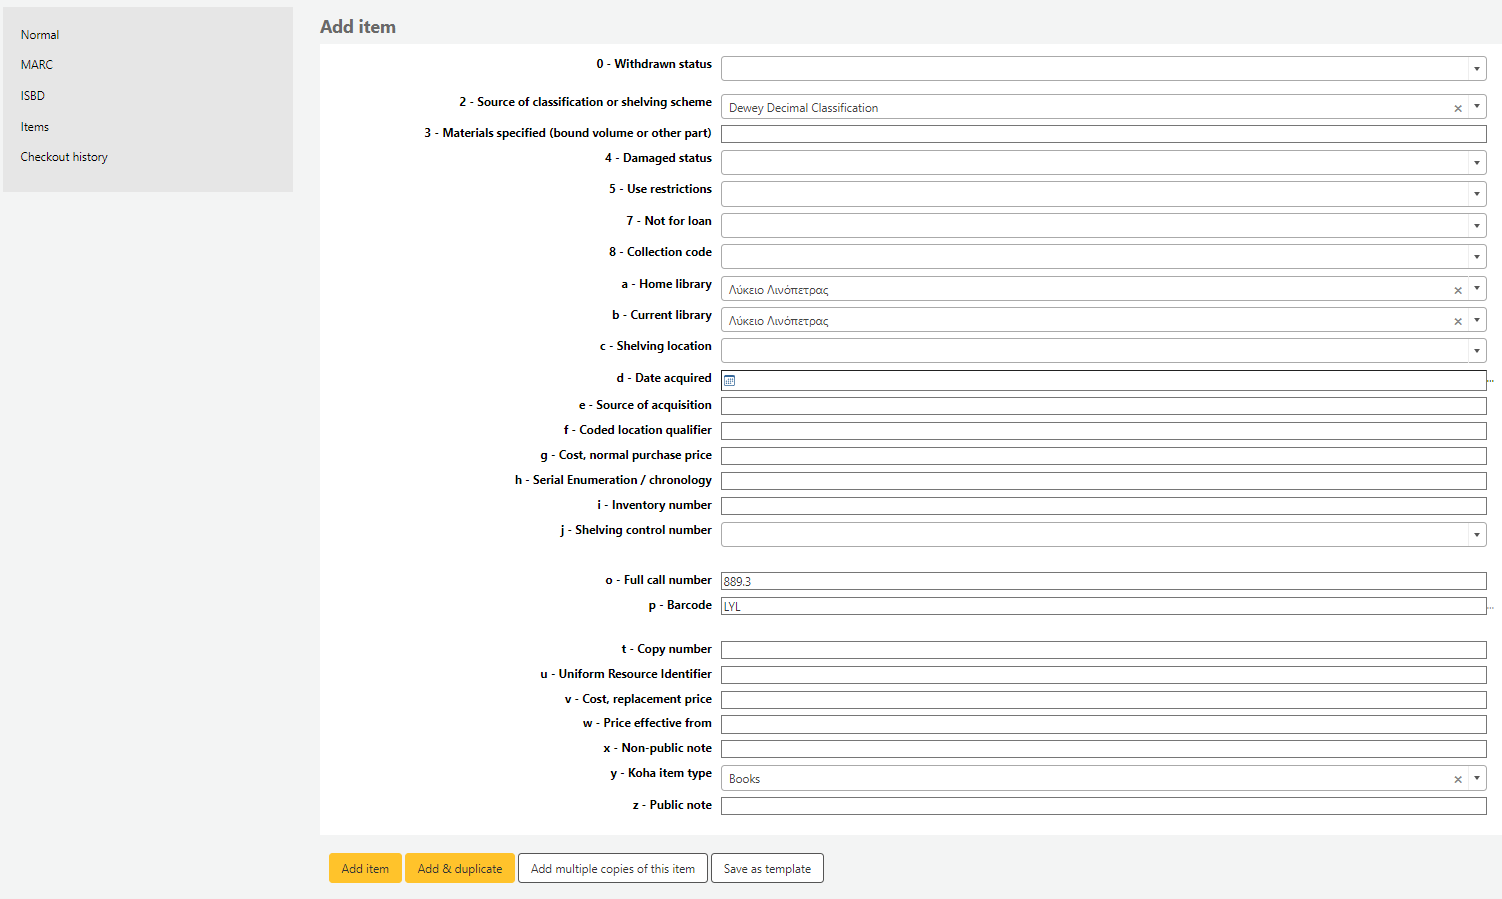 Normal
MARC
ISBD
Items
Checkout history
Add item
0 - Withdrawn status
2 - Source of classification or shelving scheme Dewey Decimal Classification
3 - Materials specified (bound volume or other part)
4 - Damaged status
5 - Use restrictions
7 - Not for loan
8 - Collection code
a - Home library Λύκειο Λινόπετρας
b - Current library Λύκειο Λινόπετρας
c - Shelving location
d - Date acquired ...
e - Source of acquisition
f - Coded location qualifier
g - Cost, normal purchase price
h - Serial Enumeration / chronology
i - Inventory number
j - Shelving control number
o - Full call number 889.3
p - Barcode LYL ...
t - Copy number
u - Uniform Resource Identifier
v - Cost, replacement price
w - Price effective from
x - Non-public note
y - Koha item type Books
z - Public note
Add item Add & duplicate Add multiple copies of this item Save as template